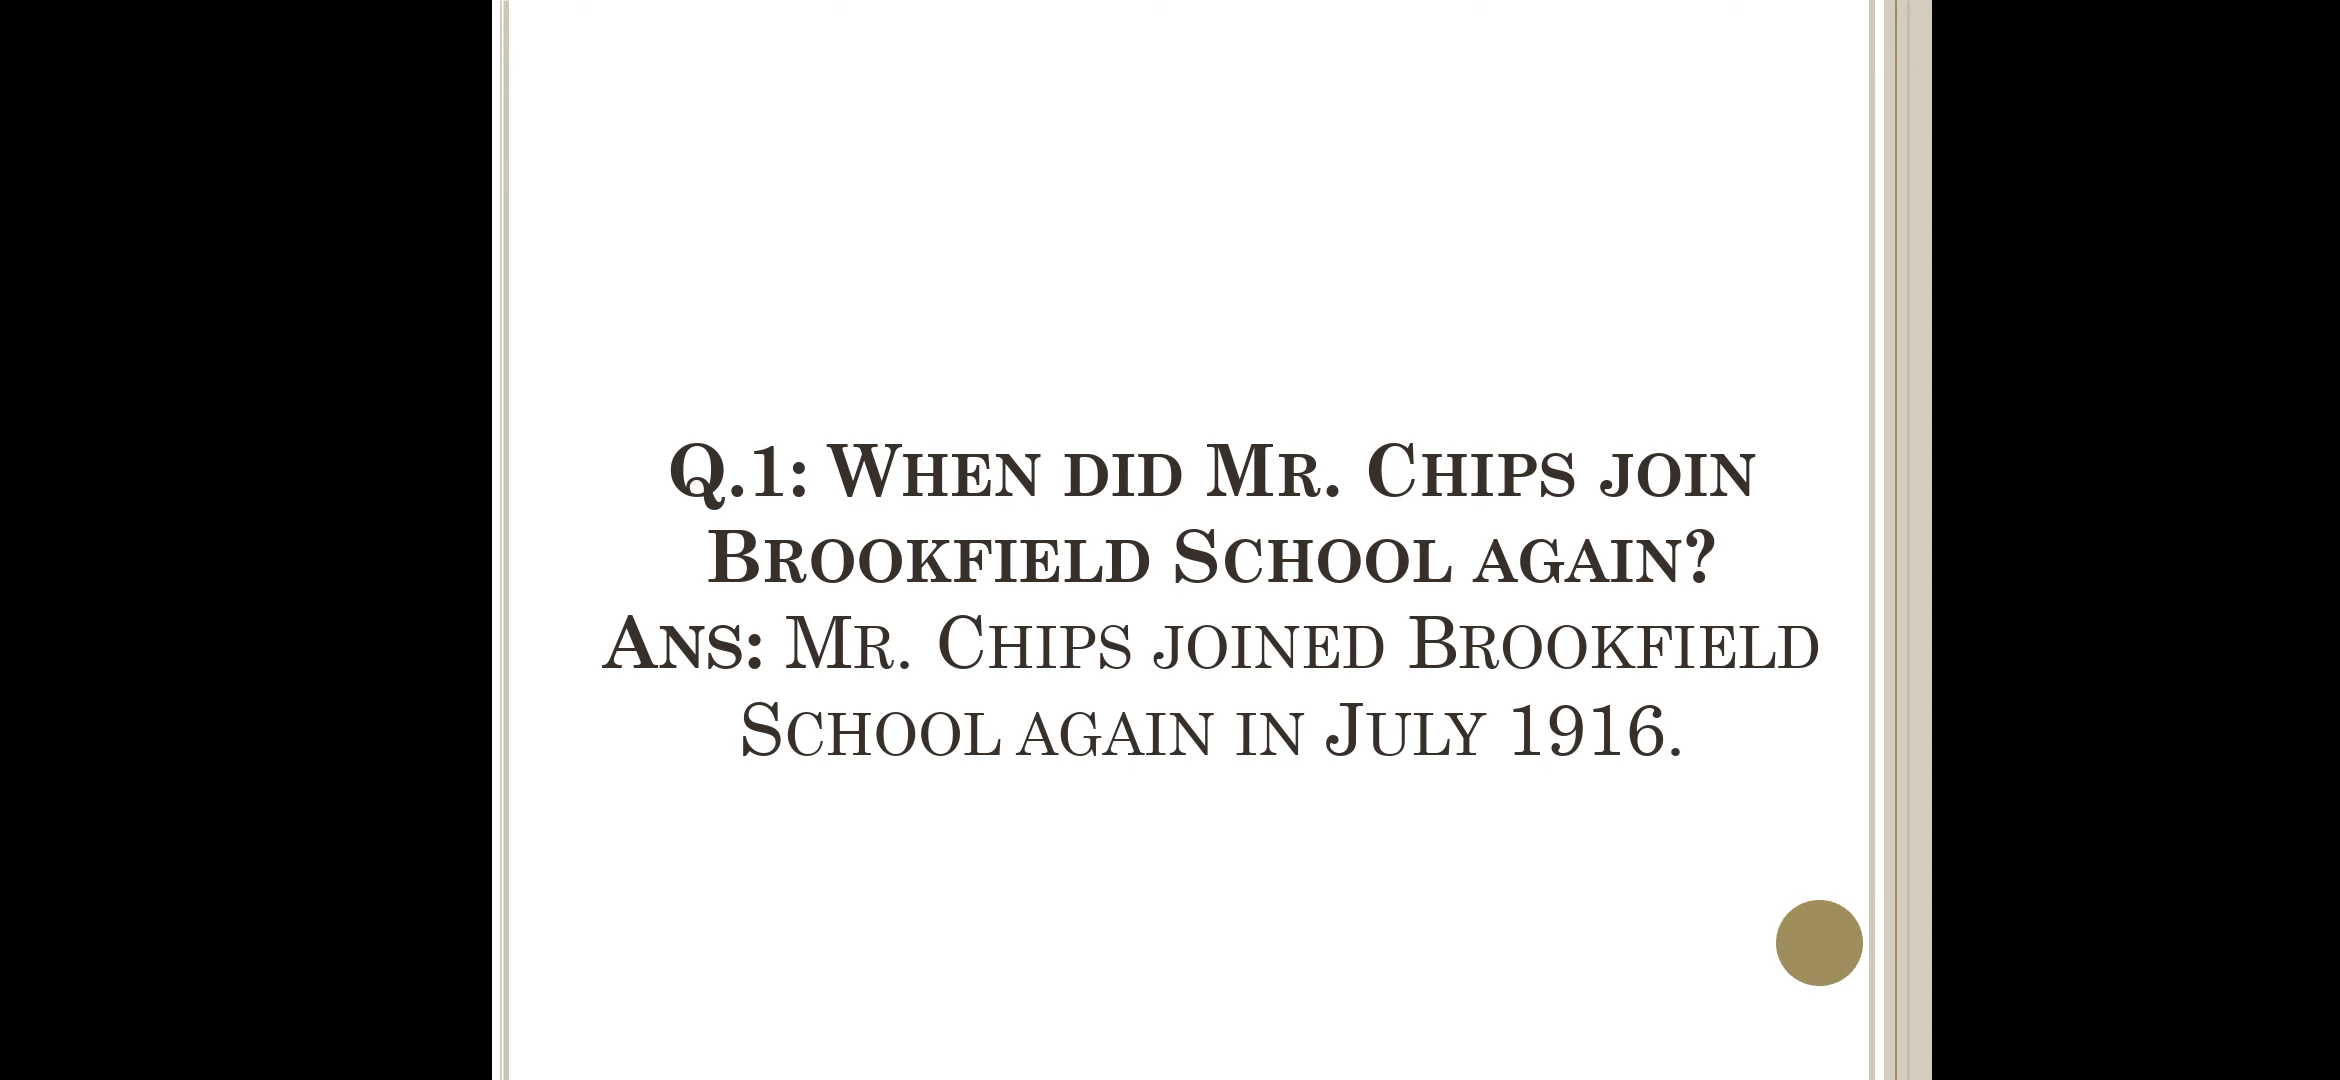 Q.1: When did Mr. Chips join
Brookfield School again?
Ans: Mr. Chips joined Brookfield
School again in July 1916.